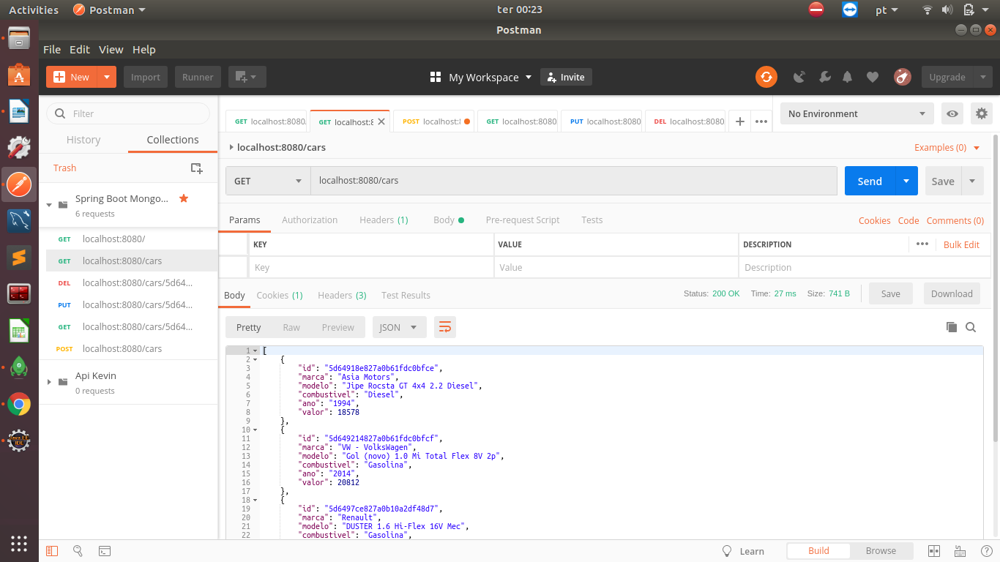 Activities Postman ter 00:23 pt
Postman
File Edit View Help
New Import Runner My Workspace Invite Upgrade
Filter
History Collections
Trash
Spring Boot Mongo...
6 requests
GET localhost:8080/
GET localhost:8080/cars
DEL localhost:8080/cars/5d64...
PUT localhost:8080/cars/5d64...
GET localhost:8080/cars/5d64...
POST localhost:8080/cars
Api Kevin
0 requests
GET localhost:8080/ GET localhost:8 POST localhost: GET localhost:8080 PUT localhost:8080 DEL localhost:8080 + ••• No Environment
localhost:8080/cars Examples (0)
GET localhost:8080/cars Send Save
Params Authorization Headers (1) Body Pre-request Script Tests Cookies Code Comments (0)
KEY VALUE DESCRIPTION ••• Bulk Edit
Key Value Description
Body Cookies (1) Headers (3) Test Results Status: 200 OK Time: 27 ms Size: 741 B Save Download
Pretty Raw Preview JSON
1 [
2 {
3 "id": "5d64918e827a0b61fdc0bfce",
4 "marca": "Asia Motors",
5 "modelo": "Jipe Rocsta GT 4x4 2.2 Diesel",
6 "combustivel": "Diesel",
7 "ano": "1994",
8 "valor": 18578
9 },
10 {
11 "id": "5d649214827a0b61fdc0bfcf",
12 "marca": "VW - VolksWagen",
13 "modelo": "Gol (novo) 1.0 Mi Total Flex 8V 2p",
14 "combustivel": "Gasolina",
15 "ano": "2014",
16 "valor": 20812
17 },
18 {
19 "id": "5d6497ce827a0b10a2df48d7",
20 "marca": "Renault",
21 "modelo": "DUSTER 1.6 Hi-Flex 16V Mec",
22 "combustivel": "Gasolina",
Learn Build Browse